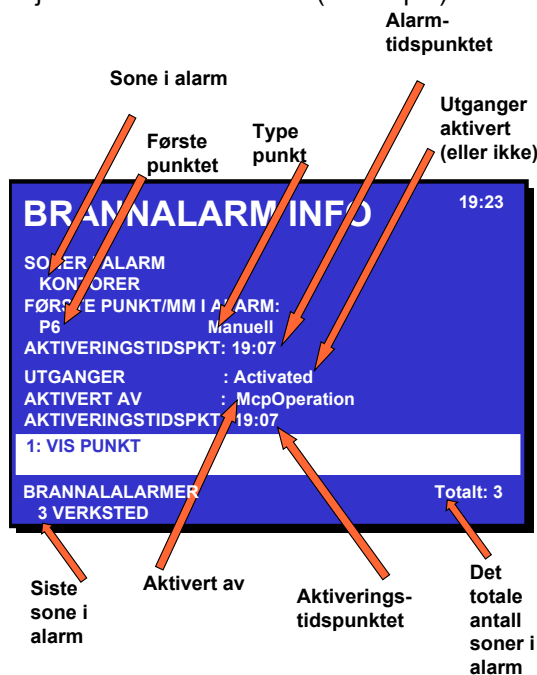 Alarm-
tidspunktet
Sone i alarm
Første
punktet
Type
punkt
Utganger
aktivert
(eller ikke)
BRANNALARM INFO 19:23
SONER I ALARM
KONTORER
FØRSTE PUNKT/MM I ALARM:
P6 Manuell
AKTIVERINGSTIDSPKT: 19:07
UTGANGER : Activated
AKTIVERT AV : McpOperation
AKTIVERINGSTIDSPKT: 19:07
1: VIS PUNKT
BRANNALALARMER Totalt: 3
3 VERKSTED
Siste
sone i
alarm
Aktivert av
Aktiverings-
tidspunktet
Det
totale
antall
soner i
alarm